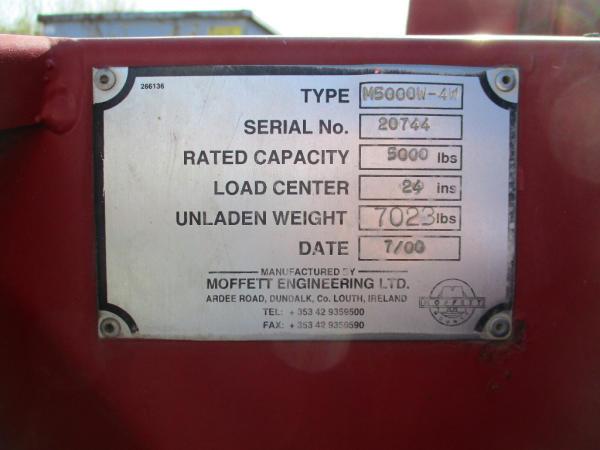 266136
TYPE M5000W-4W
SERIAL No. 20744
RATED CAPACITY 5000 lbs
LOAD CENTER 24 ins
UNLADEN WEIGHT 7023 lbs
DATE 7/00
MANUFACTURED BY
MOFFETT ENGINEERING LTD.
ARDEE ROAD, DUNDALK, Co. LOUTH, IRELAND
TEL: + 353 42 9359500
FAX: + 353 42 9359590
MOFFETT